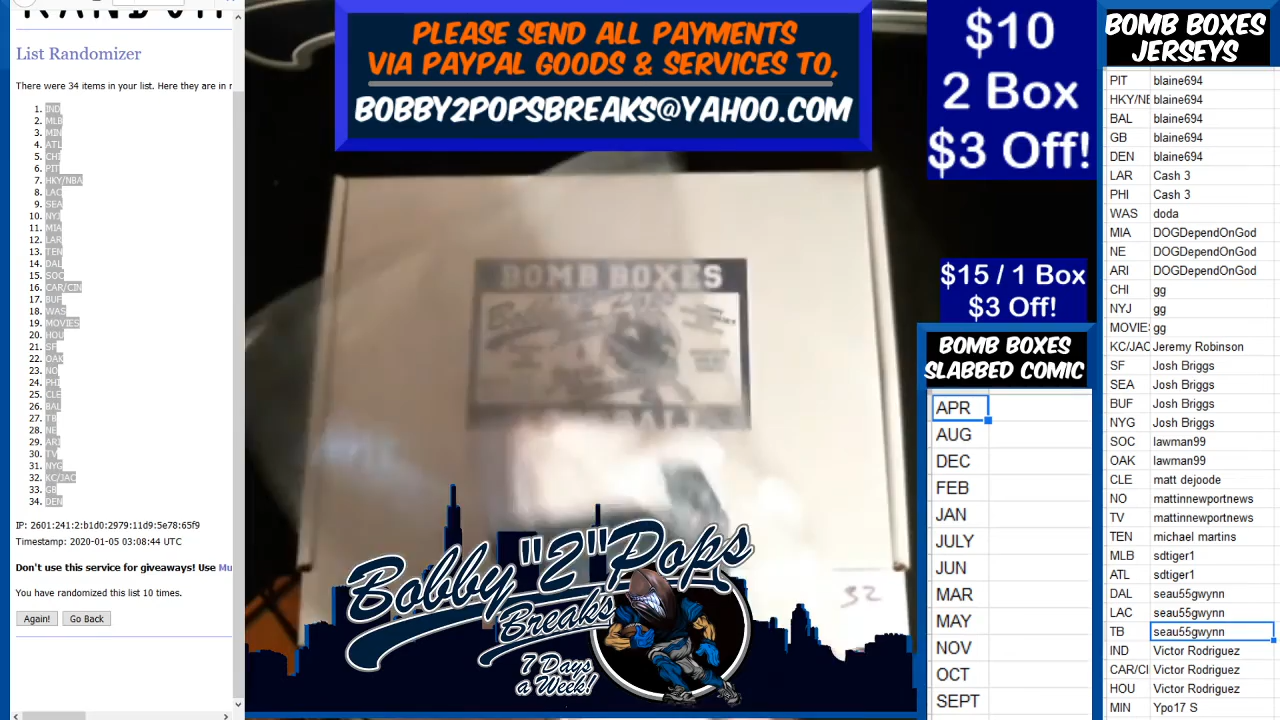 List Randomizer
There were 34 items in your list. Here they are in r
1. IND
2. MLB
3. MIN
4. ATL
5. CHI
6. PIT
7. HKY/NBA
8. LAC
9. SEA
10. NYJ
11. MIA
12. LAR
13. TEN
14. DAL
15. SOC
16. CAR/CIN
17. BUF
18. WAS
19. MOVIES
20. HOU
21. SF
22. OAK
23. NO
24. PHI
25. CLE
26. BAL
27. TB
28. NE
29. ARI
30. TV
31. NYG
32. KC/JAC
33. GB
34. DEN
IP: 2601:241:2:b1d0:2979:11d9:5e78:65f9
Timestamp: 2020-01-05 03:08:44 UTC
Don't use this service for giveaways! Use Mu
You have randomized this list 10 times.
Again!
Go Back
PLEASE SEND ALL PAYMENTS
VIA PAYPAL GOODS & SERVICES TO,
BOBBY2POPSBREAKS@YAHOO.COM
BOMB BOXES
32
Bobby "2" Pops
Breaks
7 Days
a Week!
$10
2 Box
$3 Off!
$15 / 1 Box
$3 Off!
BOMB BOXES
SLABBED COMIC
APR
AUG
DEC
FEB
JAN
JULY
JUN
MAR
MAY
NOV
OCT
SEPT
BOMB BOXES
JERSEYS
PIT blaine694
HKY/NE blaine694
BAL blaine694
GB blaine694
DEN blaine694
LAR Cash 3
PHI Cash 3
WAS doda
MIA DOGDependOnGod
NE DOGDependOnGod
ARI DOGDependOnGod
CHI gg
NYJ gg
MOVIE gg
KC/JAC Jeremy Robinson
SF Josh Briggs
SEA Josh Briggs
BUF Josh Briggs
NYG Josh Briggs
SOC lawman99
OAK lawman99
CLE matt dejoode
NO mattinnewportnews
TV mattinnewportnews
TEN michael martins
MLB sdtiger1
ATL sdtiger1
DAL seau55gwynn
LAC seau55gwynn
TB seau55gwynn
IND Victor Rodriguez
CAR/CI Victor Rodriguez
HOU Victor Rodriguez
MIN Ypo17 S